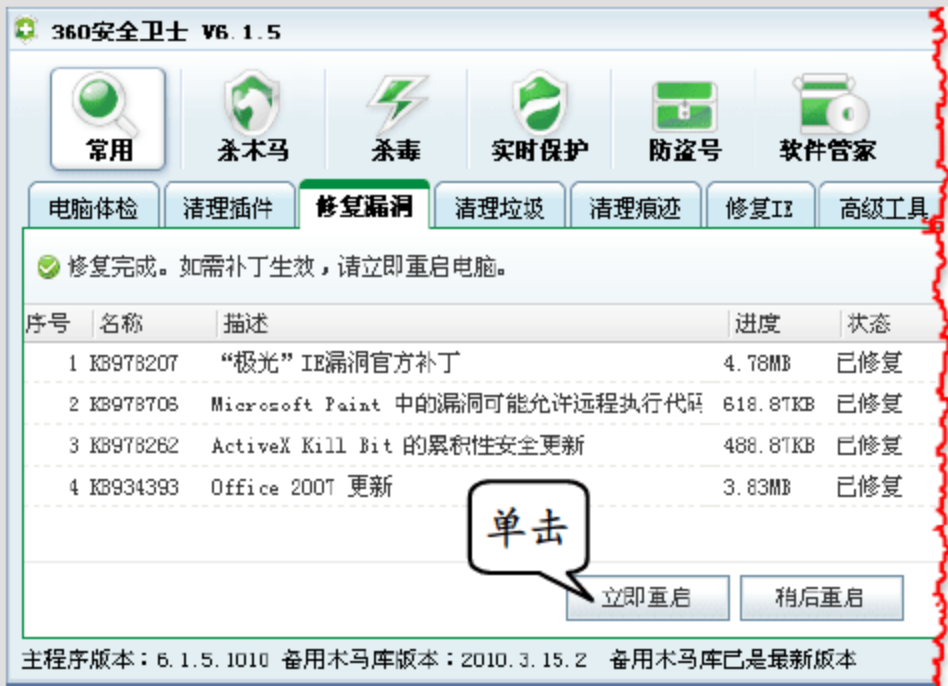 360安全卫士 V6.1.5
常用 杀木马 杀毒 实时保护 防盗号 软件管家
电脑体检 清理插件 修复漏洞 清理垃圾 清理痕迹 修复IE 高级工具
修复完成。如需补丁生效，请立即重启电脑。
序号 名称 描述 进度 状态
1 KB978207 “极光”IE漏洞官方补丁 4.78MB 已修复
2 KB978706 Microsoft Paint 中的漏洞可能允许远程执行代码 618.87KB 已修复
3 KB978262 ActiveX Kill Bit 的累积性安全更新 488.87KB 已修复
4 KB934393 Office 2007 更新 3.83MB 已修复
单击
立即重启 稍后重启
主程序版本：6.1.5.1010 备用木马库版本：2010.3.15.2 备用木马库已是最新版本